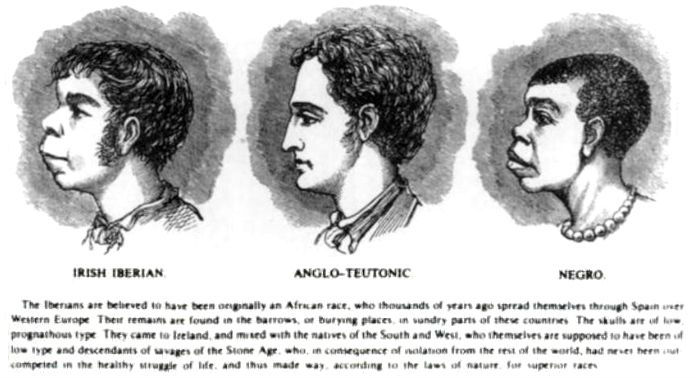 IRISH IBERIAN. ANGLO-TEUTONIC NEGRO.
The Iberians are believed to have been originally an African race, who thousands of years ago spread themselves through Spain over
Western Europe. Their remains are found in the barrows, or burying places, in sundry parts of these countries. The skulls are of low,
prognathous type. They came to Ireland, and mixed with the natives of the South and West, who themselves are supposed to have been of
low type and descendants of savages of the Stone Age, who, in consequence of isolation from the rest of the world, had never been out-
competed in the healthy struggle of life, and thus made way, according to the laws of nature, for superior races.